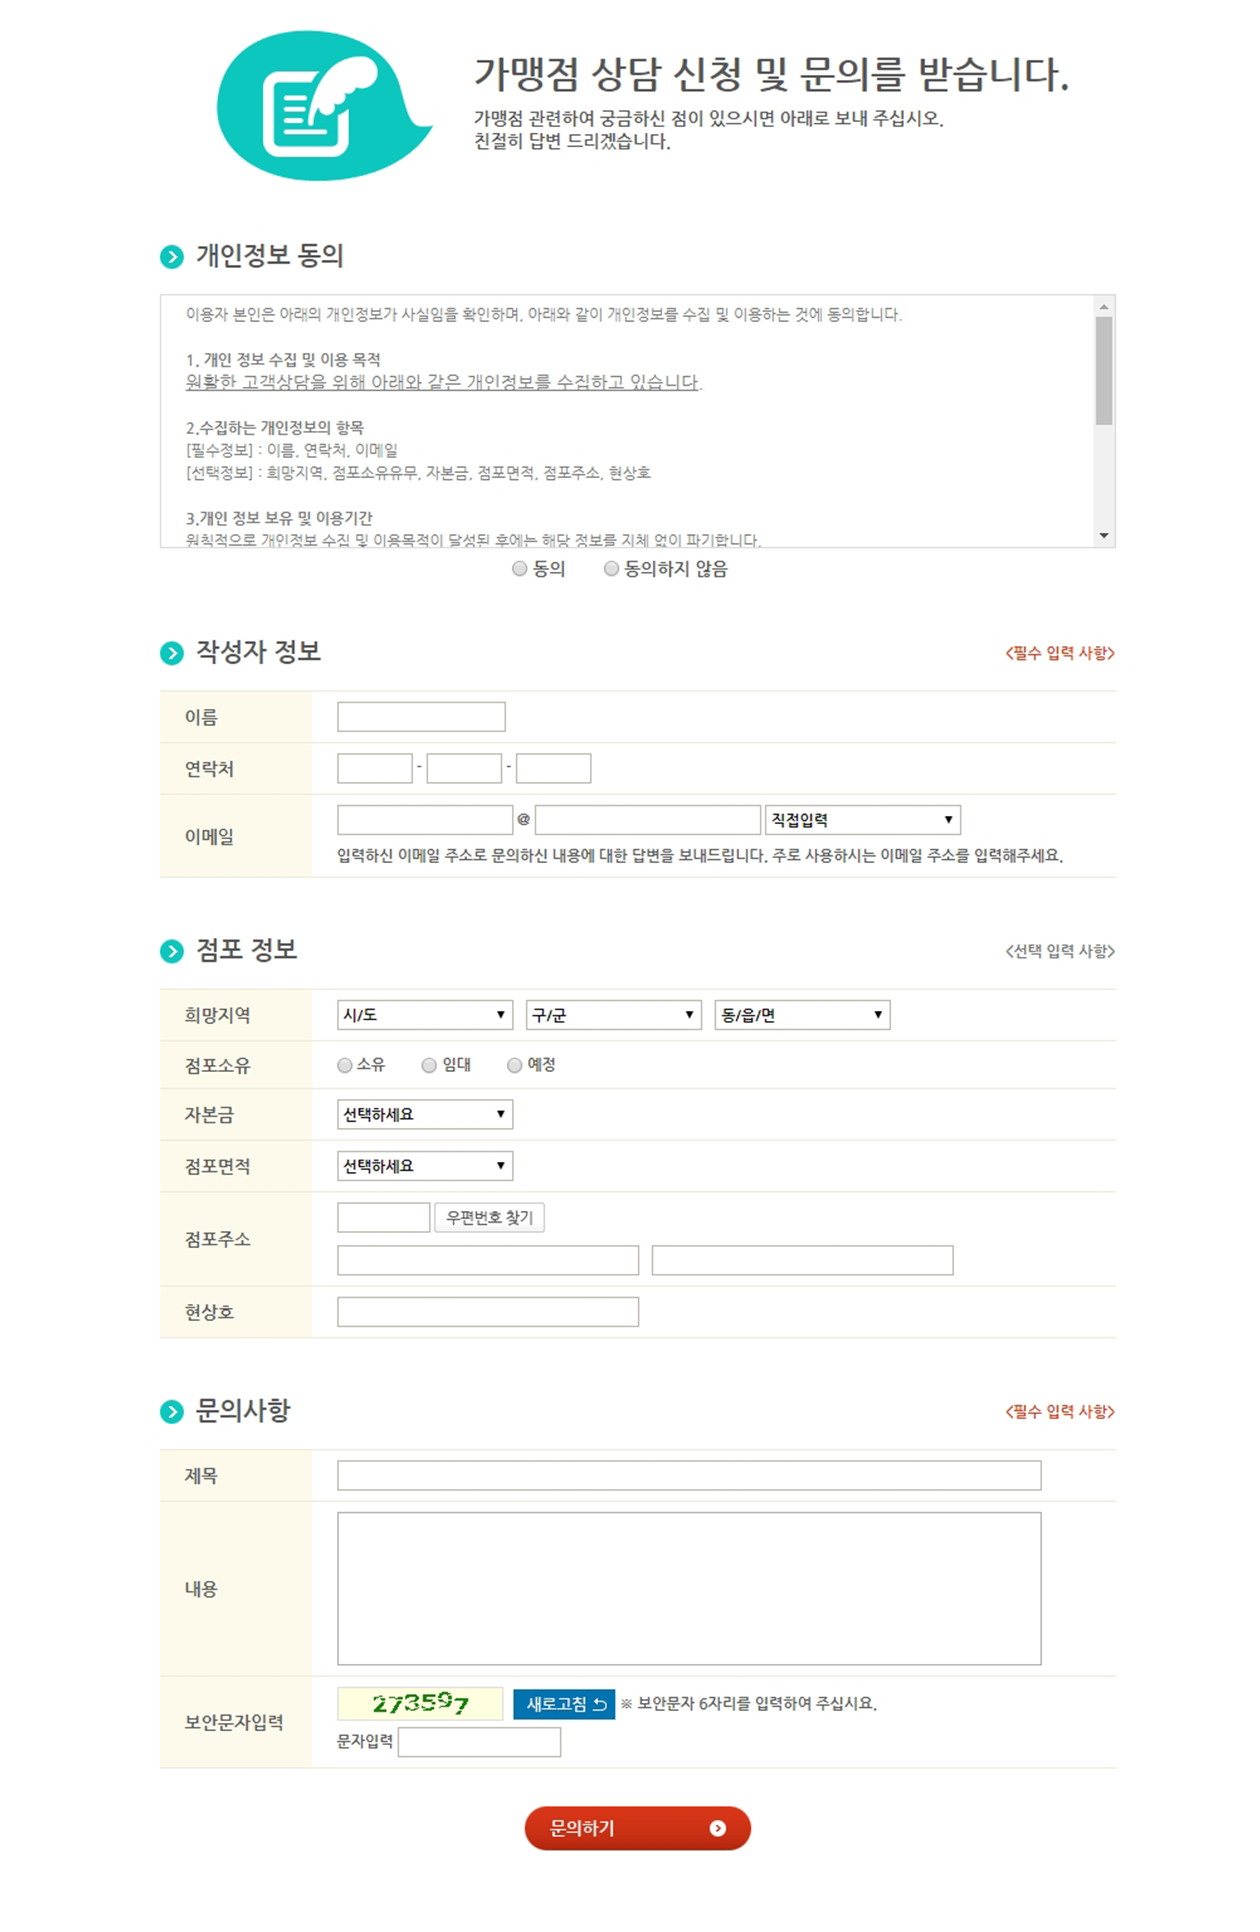 가맹점 상담 신청 및 문의를 받습니다.
가맹점 관련하여 궁금하신 점이 있으시면 아래로 보내 주십시오.
친절히 답변 드리겠습니다.
개인정보 동의
이용자 본인은 아래의 개인정보가 사실임을 확인하며, 아래와 같이 개인정보를 수집 및 이용하는 것에 동의합니다.
1. 개인 정보 수집 및 이용 목적
원활한 고객상담을 위해 아래와 같은 개인정보를 수집하고 있습니다.
2.수집하는 개인정보의 항목
[필수정보] : 이름, 연락처, 이메일
[선택정보] : 희망지역, 점포소유유무, 자본금, 점포면적, 점포주소, 현상호
3.개인 정보 보유 및 이용기간
원칙적으로 개인정보 수집 및 이용목적이 달성된 후에는 해당 정보를 지체 없이 파기합니다.
동의 동의하지 않음
작성자 정보 <필수 입력 사항>
이름
연락처 - -
이메일 @ 직접입력
입력하신 이메일 주소로 문의하신 내용에 대한 답변을 보내드립니다. 주로 사용하시는 이메일 주소를 입력해주세요.
점포 정보 <선택 입력 사항>
희망지역 시/도 구/군 동/읍/면
점포소유 소유 임대 예정
자본금 선택하세요
점포면적 선택하세요
점포주소 우편번호 찾기
현상호
문의사항 <필수 입력 사항>
제목
내용
보안문자입력 273597 새로고침 ※ 보안문자 6자리를 입력하여 주십시요.
문자입력
문의하기